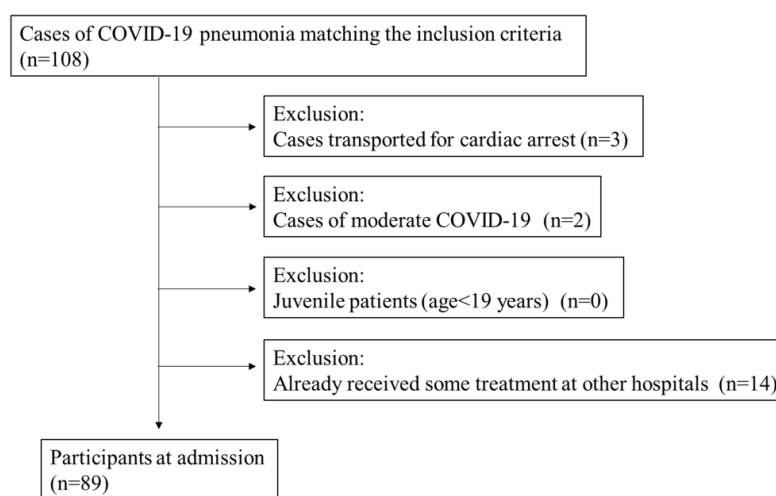 Cases of COVID-19 pneumonia matching the inclusion criteria
(n=108)
Exclusion:
Cases transported for cardiac arrest (n=3)
Exclusion:
Cases of moderate COVID-19  (n=2)
Exclusion:
Juvenile patients (age<19 years)  (n=0)
Exclusion:
Already received some treatment at other hospitals  (n=14)
Participants at admission
(n=89)